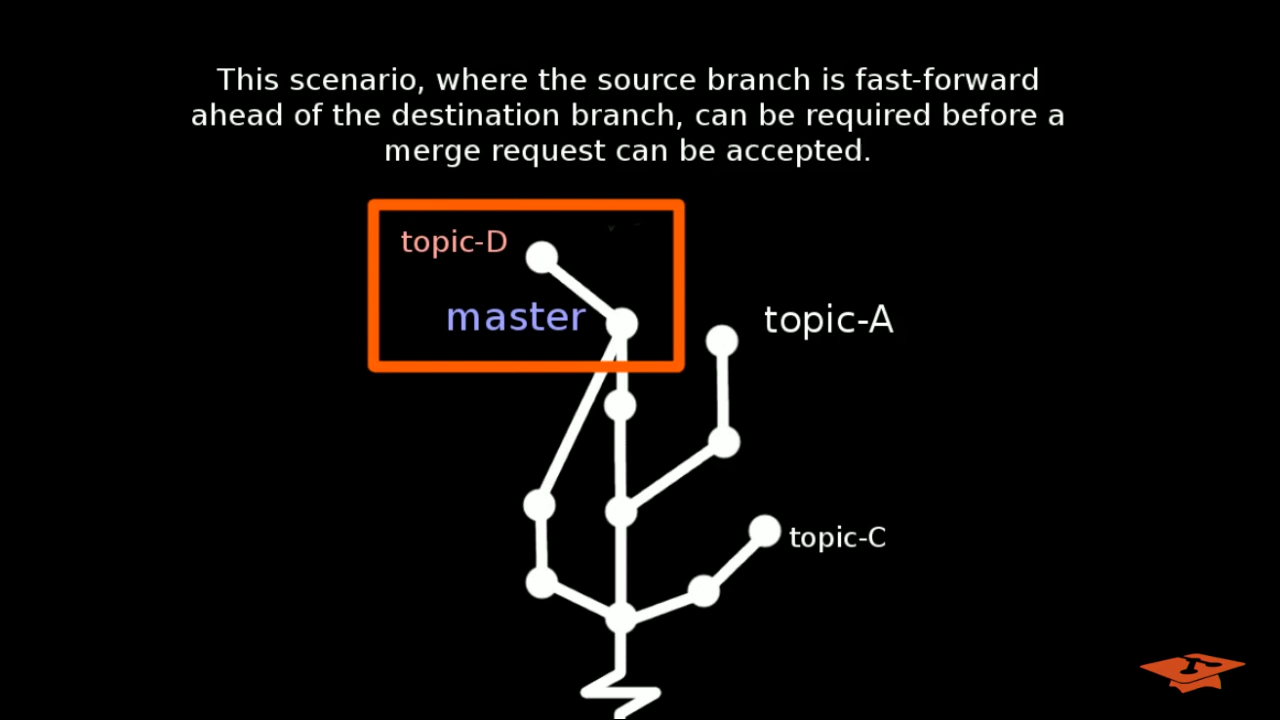 This scenario, where the source branch is fast-forward
ahead of the destination branch, can be required before a
merge request can be accepted.
topic-D
master
topic-A
topic-C